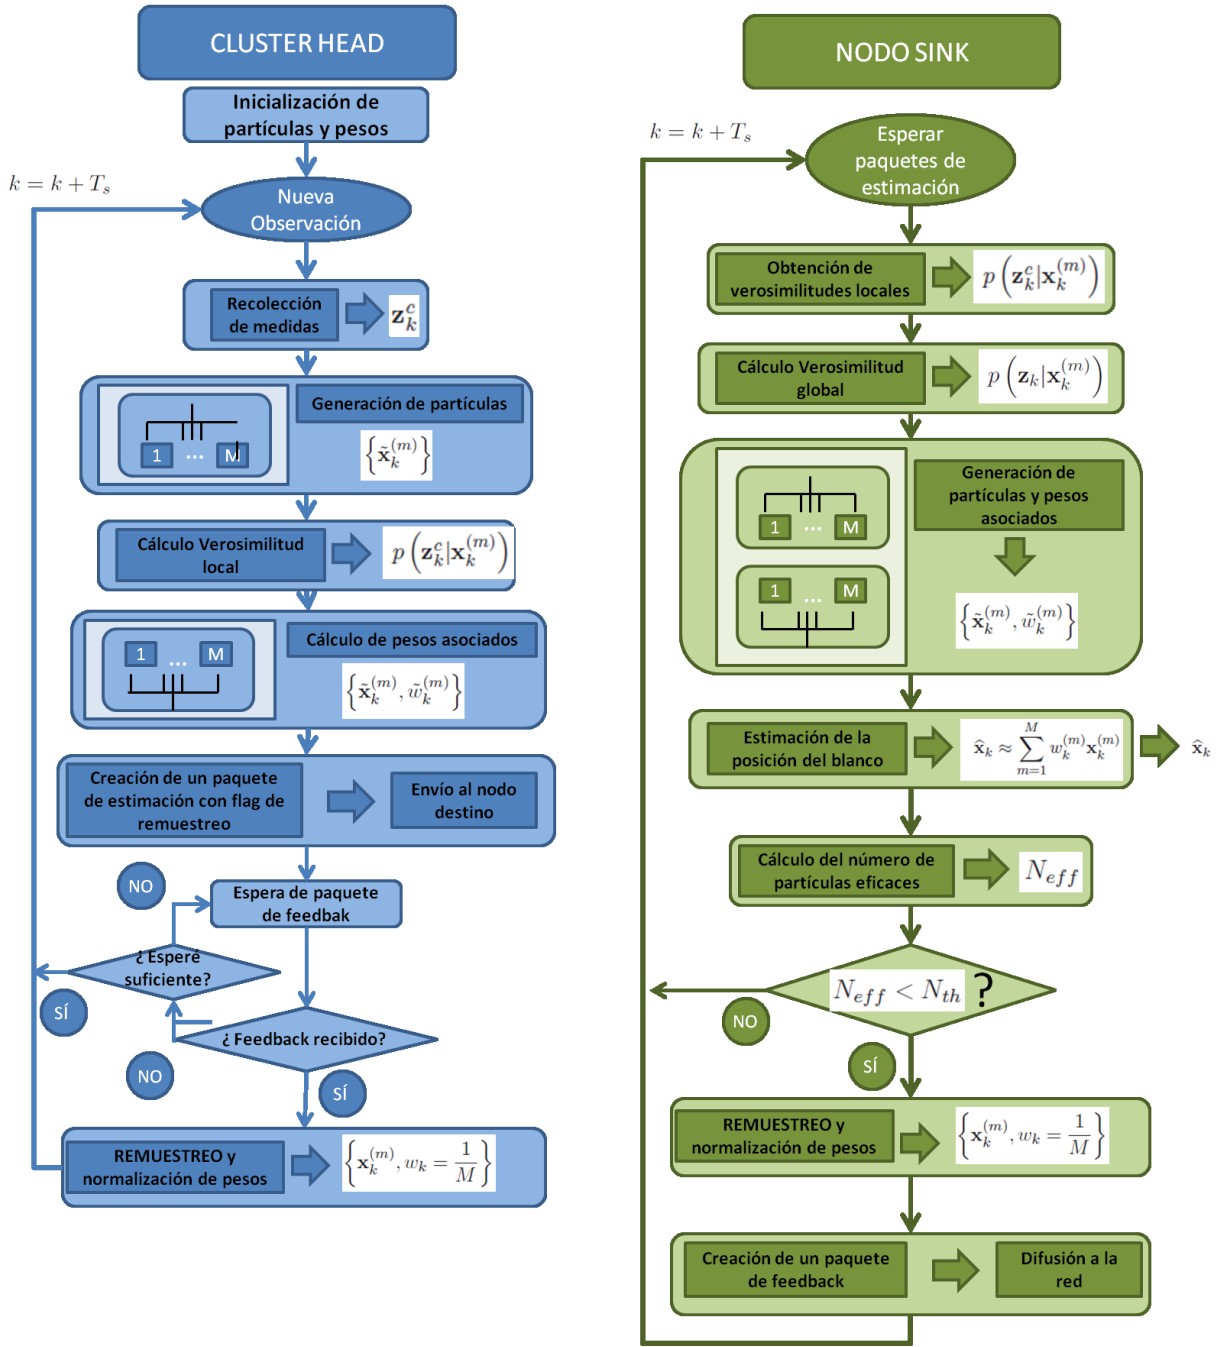 CLUSTER HEAD
Inicialización de
partículas y pesos
k = k + T_s
Nueva
Observación
Recolección
de medidas
z_k^c
Generación de partículas
1 ... M
{x̃_k^{(m)}}
Cálculo Verosimilitud
local
p(z_k^c|x_k^{(m)})
Cálculo de pesos asociados
1 ... M
{x̃_k^{(m)}, w̃_k^{(m)}}
Creación de un paquete
de estimación con flag de
remuestreo
Envío al nodo
destino
NO
Espera de paquete
de feedbak
¿ Esperé
suficiente?
SÍ
¿ Feedback recibido?
NO
SÍ
REMUESTREO y
normalización de pesos
{x_k^{(m)}, w_k = 1/M}
NODO SINK
k = k + T_s
Esperar
paquetes de
estimación
Obtención de
verosimilitudes locales
p(z_k^c|x_k^{(m)})
Cálculo Verosimilitud
global
p(z_k|x_k^{(m)})
Generación de
partículas y pesos
asociados
1 ... M
1 ... M
{x̃_k^{(m)}, w̃_k^{(m)}}
Estimación de la
posición del blanco
x̂_k ≈ ∑_{m=1}^{M} w_k^{(m)} x_k^{(m)}
x̂_k
Cálculo del número de
partículas eficaces
N_{eff}
N_{eff} < N_{th} ?
NO
SÍ
REMUESTREO y
normalización de pesos
{x_k^{(m)}, w_k = 1/M}
Creación de un paquete
de feedback
Difusión a la
red